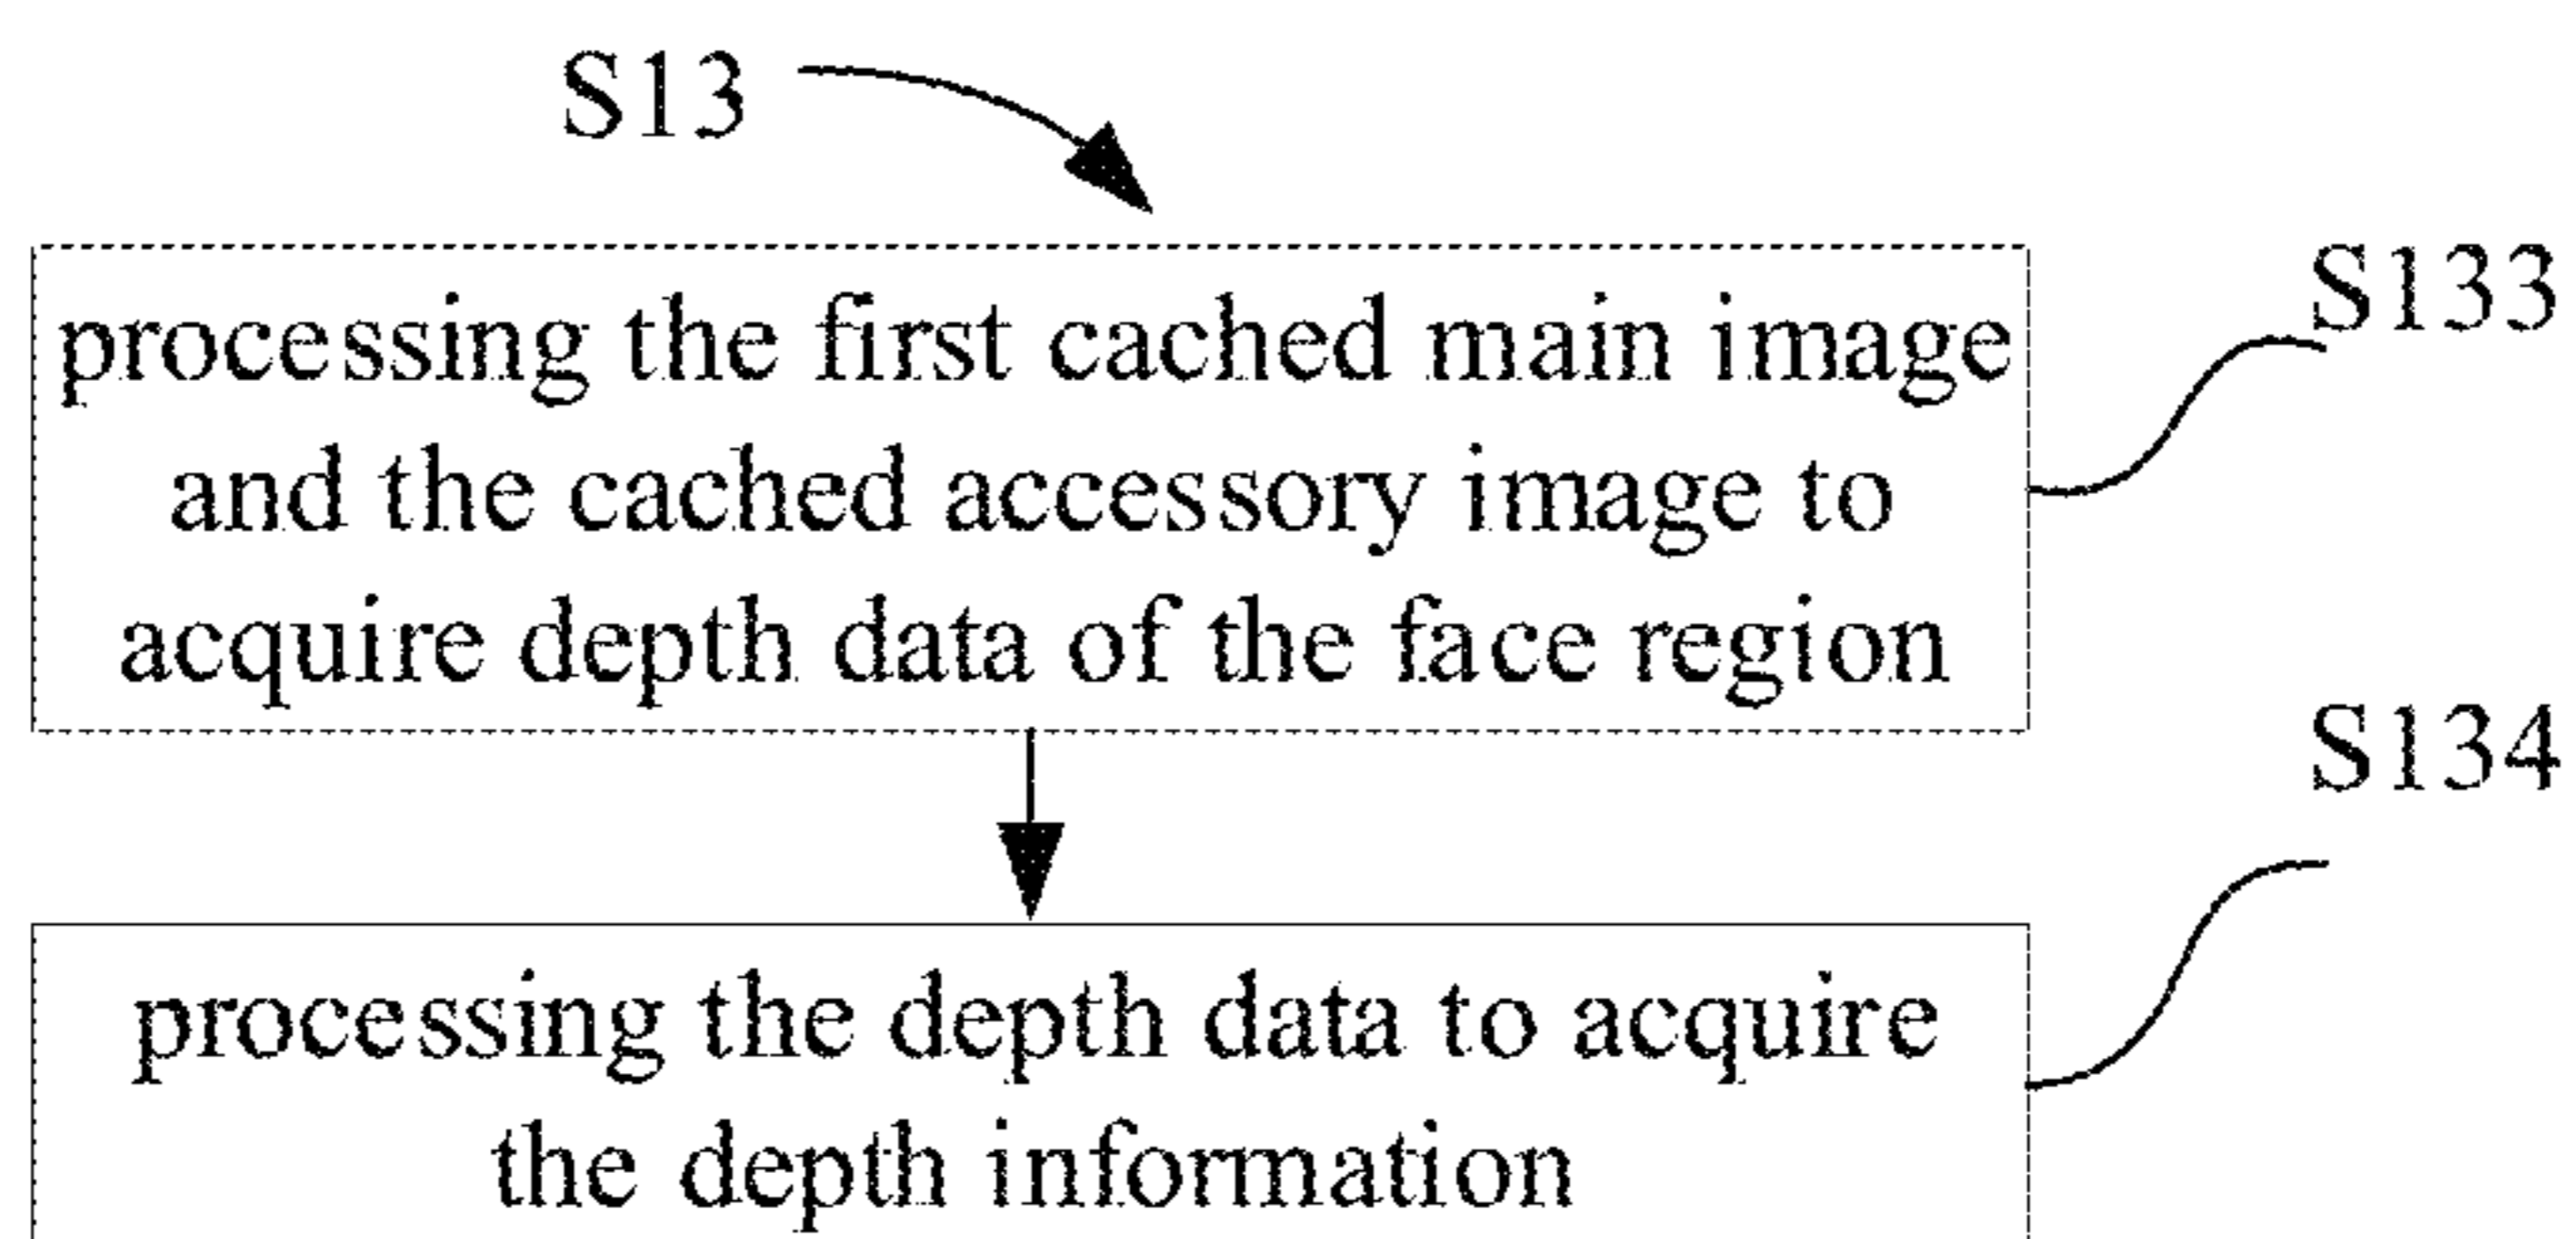 S13
processing the first cached main image
and the cached accessory image to
acquire depth data of the face region
S133
processing the depth data to acquire
the depth information
S134